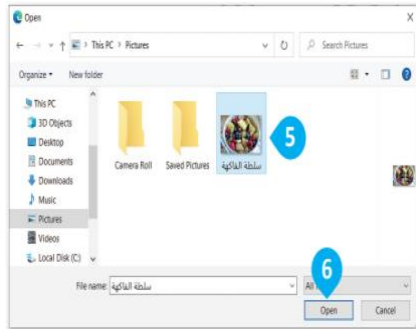 Open
X
This PC > Pictures
Search Pictures
Organize
New folder
This PC
3D Objects
Desktop
Documents
Downloads
Music
Pictures
Videos
Local Disk (C:)
Camera Roll
Saved Pictures
سلطة الفاكهة
5
6
File name:
سلطة الفاكهة
All
Open
Cancel